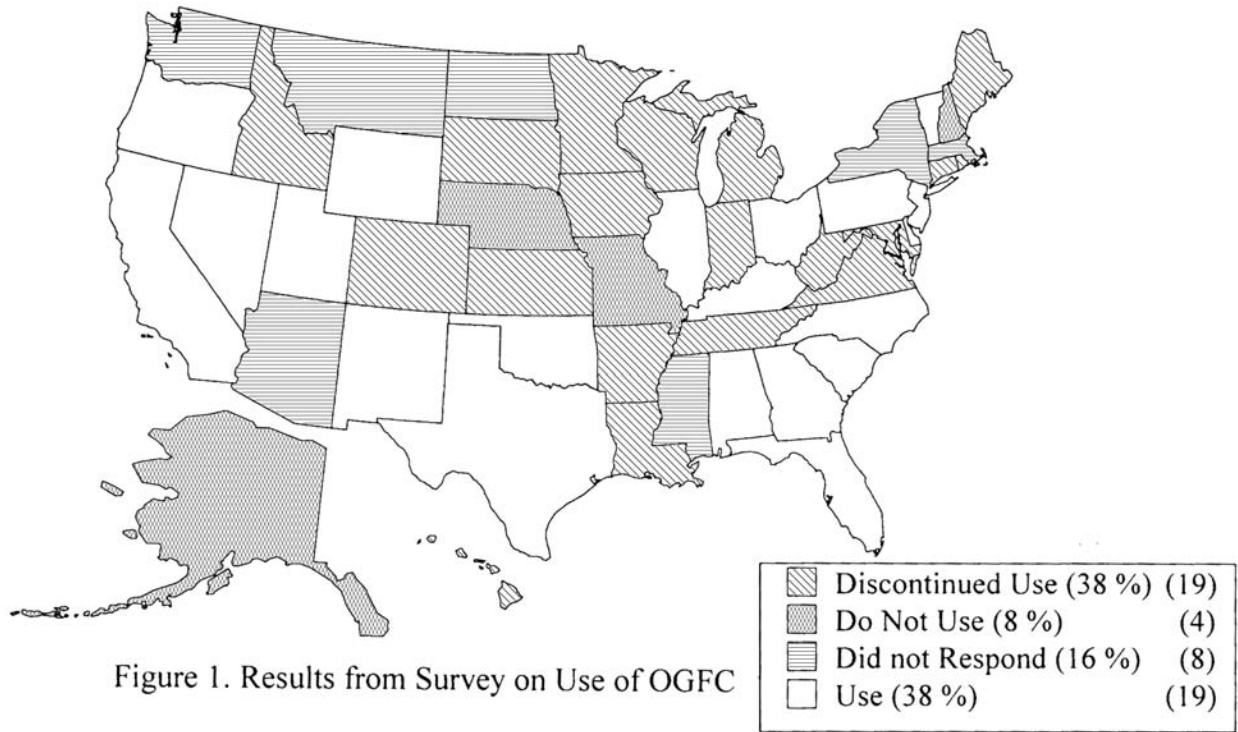 Discontinued Use (38 %) (19)
Do Not Use (8 %) (4)
Did not Respond (16 %) (8)
Use (38 %) (19)
Figure 1. Results from Survey on Use of OGFC